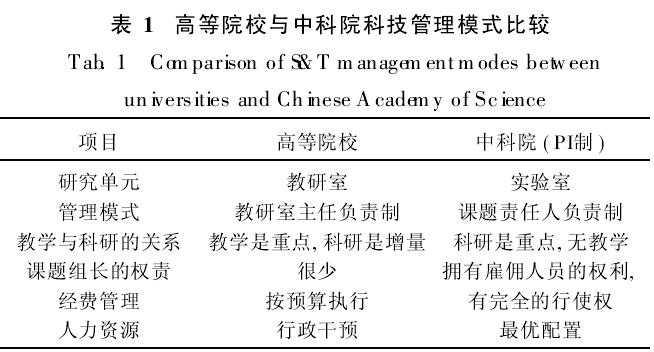 表 1 高等院校与中科院科技管理模式比较
Tab. 1 Comparison of S&T management modes between
universities and Chinese Academy of Science
项目 高等院校 中科院(PI制)
研究单元 教研室 实验室
管理模式 教研室主任负责制 课题责任人负责制
教学与科研的关系 教学是重点,科研是增量 科研是重点,无教学
课题组长的权责 很少 拥有雇佣人员的权利,
经费管理 按预算执行 有完全的行使权
人力资源 行政干预 最优配置